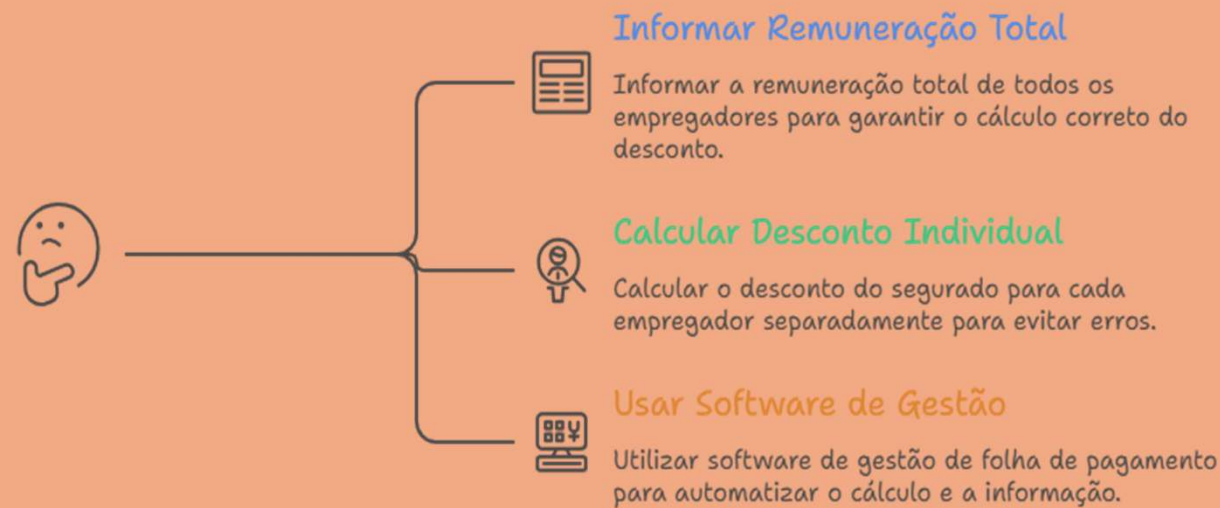 Informar Remuneração Total
Informar a remuneração total de todos os
empregadores para garantir o cálculo correto do
desconto.
Calcular Desconto Individual
Calcular o desconto do segurado para cada
empregador separadamente para evitar erros.
Usar Software de Gestão
Utilizar software de gestão de folha de pagamento
para automatizar o cálculo e a informação.